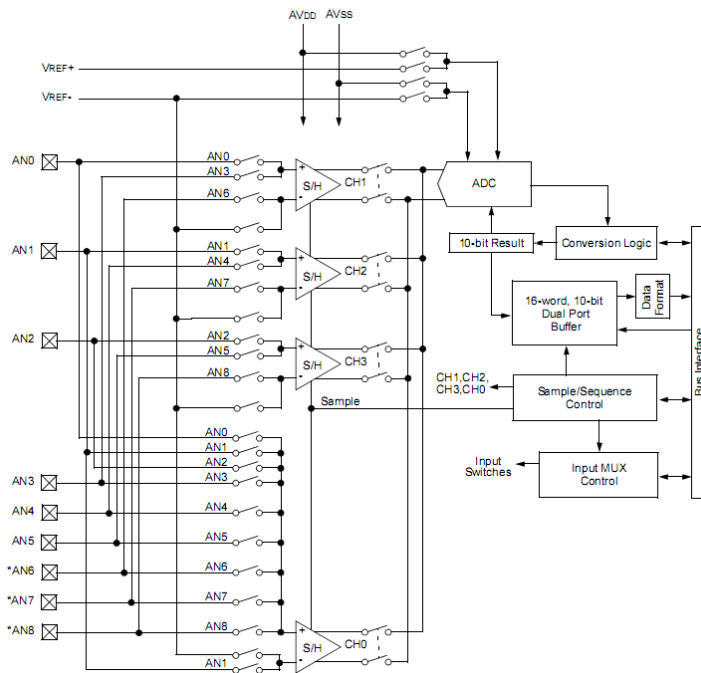 AVDD AVSS
VREF+
VREF-
AN0
AN0
AN3
AN6
+
-
S/H
CH1
ADC
10-bit Result
Conversion Logic
AN1
AN1
AN4
AN7
+
-
S/H
CH2
16-word, 10-bit
Dual Port
Buffer
Data
Format
Bus Interface
AN2
AN2
AN5
AN8
+
-
S/H
CH3
CH1,CH2,
CH3,CH0
Sample
Sample/Sequence
Control
Input
Switches
Input MUX
Control
AN0
AN1
AN2
AN3
AN3
AN4
AN4
AN5
AN5
*AN6
AN6
*AN7
AN7
*AN8
AN8
+
-
S/H
CH0
AN1